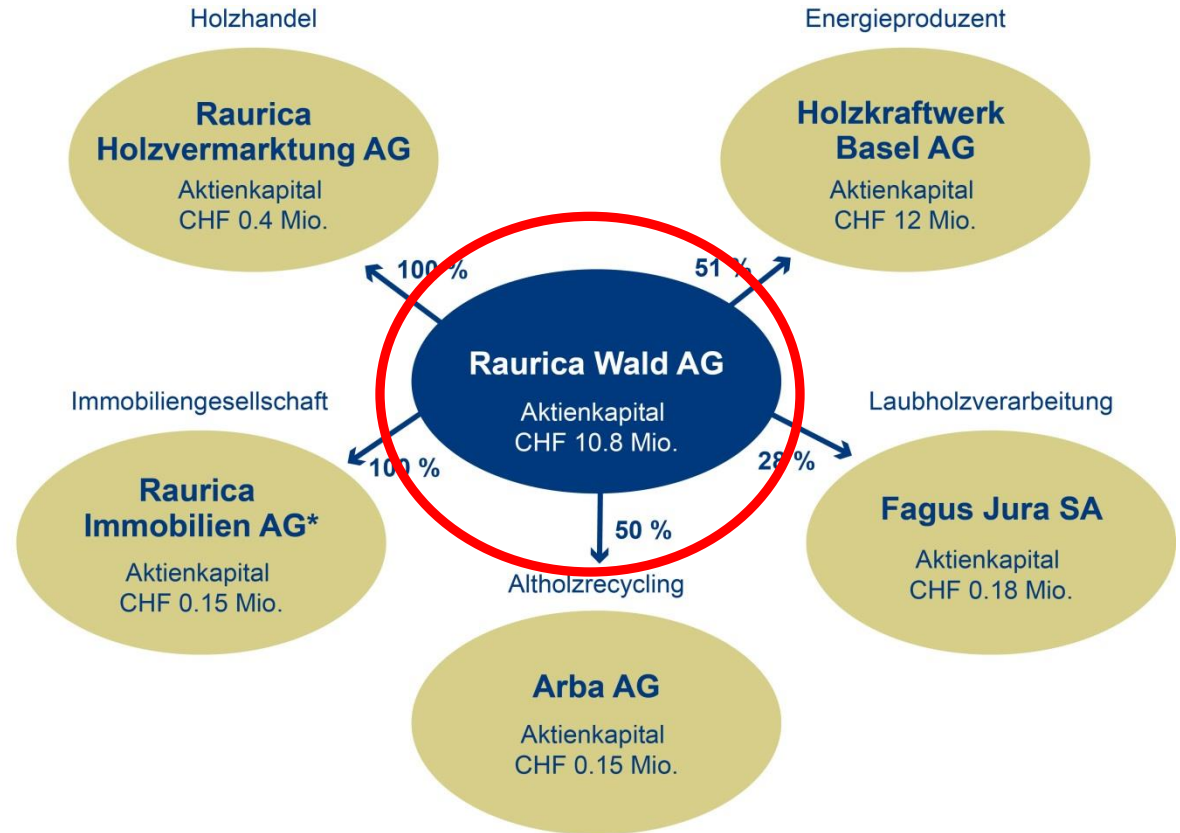 Holzhandel
Raurica
Holzvermarktung AG
Aktienkapital
CHF 0.4 Mio.
Energieproduzent
Holzkraftwerk
Basel AG
Aktienkapital
CHF 12 Mio.
100 %
51 %
Raurica Wald AG
Aktienkapital
CHF 10.8 Mio.
Immobiliengesellschaft
100 %
Raurica
Immobilien AG*
Aktienkapital
CHF 0.15 Mio.
Laubholzverarbeitung
28 %
Fagus Jura SA
Aktienkapital
CHF 0.18 Mio.
50 %
Altholzrecycling
Arba AG
Aktienkapital
CHF 0.15 Mio.